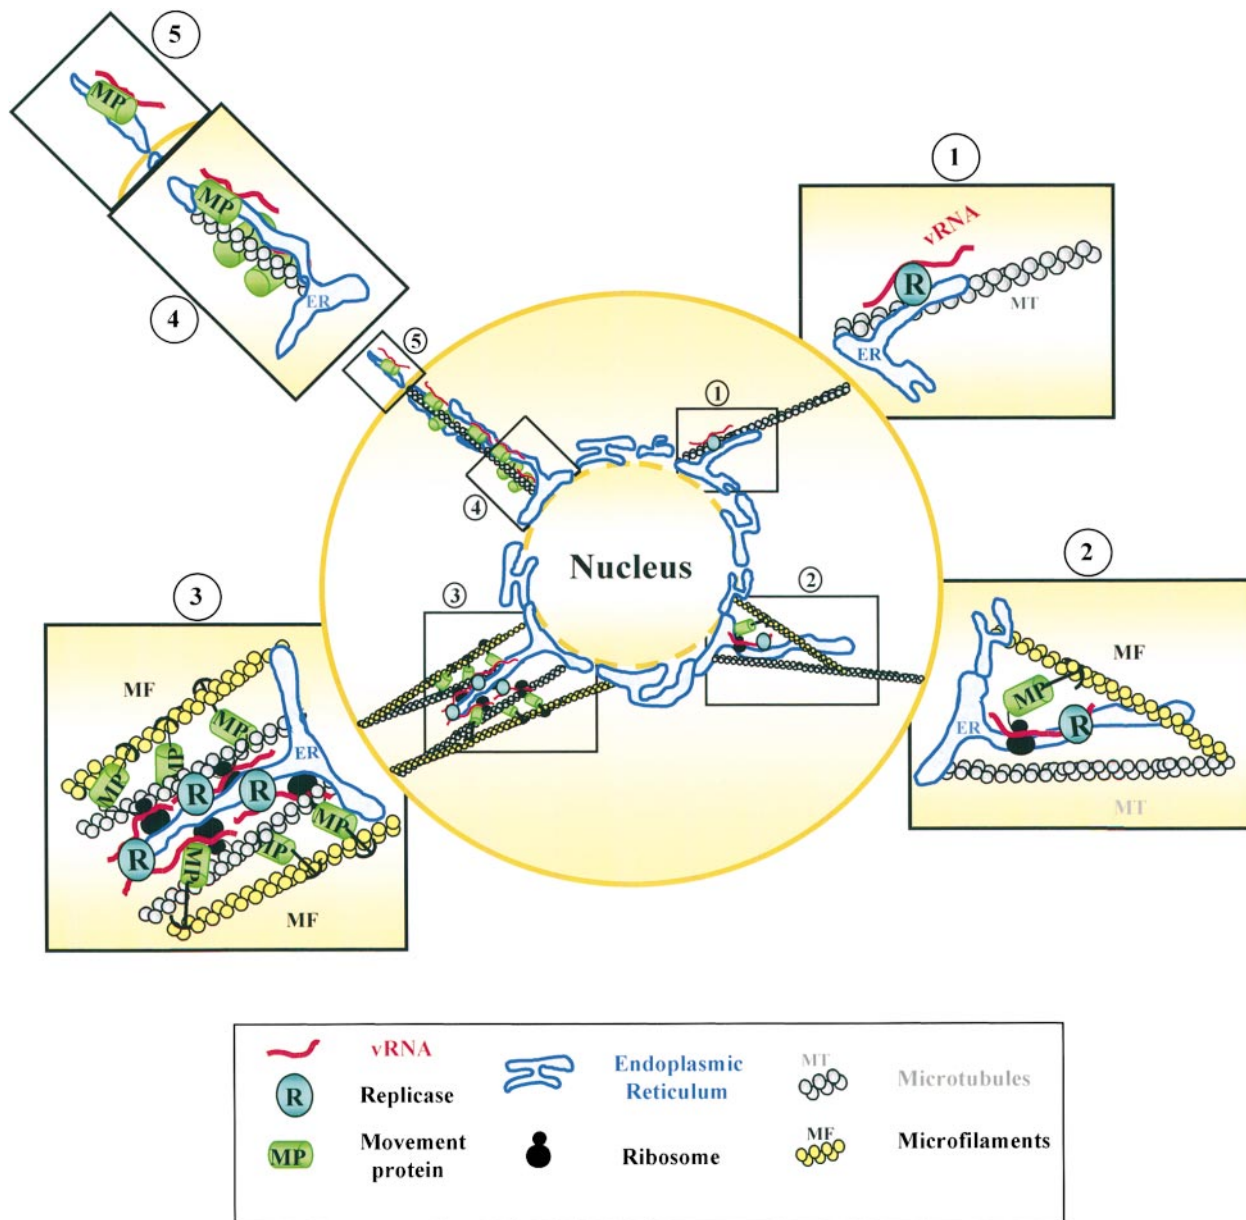 5
MP
MP
ER
4
1
vRNA
R
MT
ER
5
1
4
Nucleus
3
2
3
MF
MP
MP
MP
ER
R
R
MP
R
MP
MP
MF
2
MF
MP
ER
R
MT
vRNA
R
Replicase
MP
Movement
protein
Endoplasmic
Reticulum
Ribosome
MT
Microtubules
MF
Microfilaments